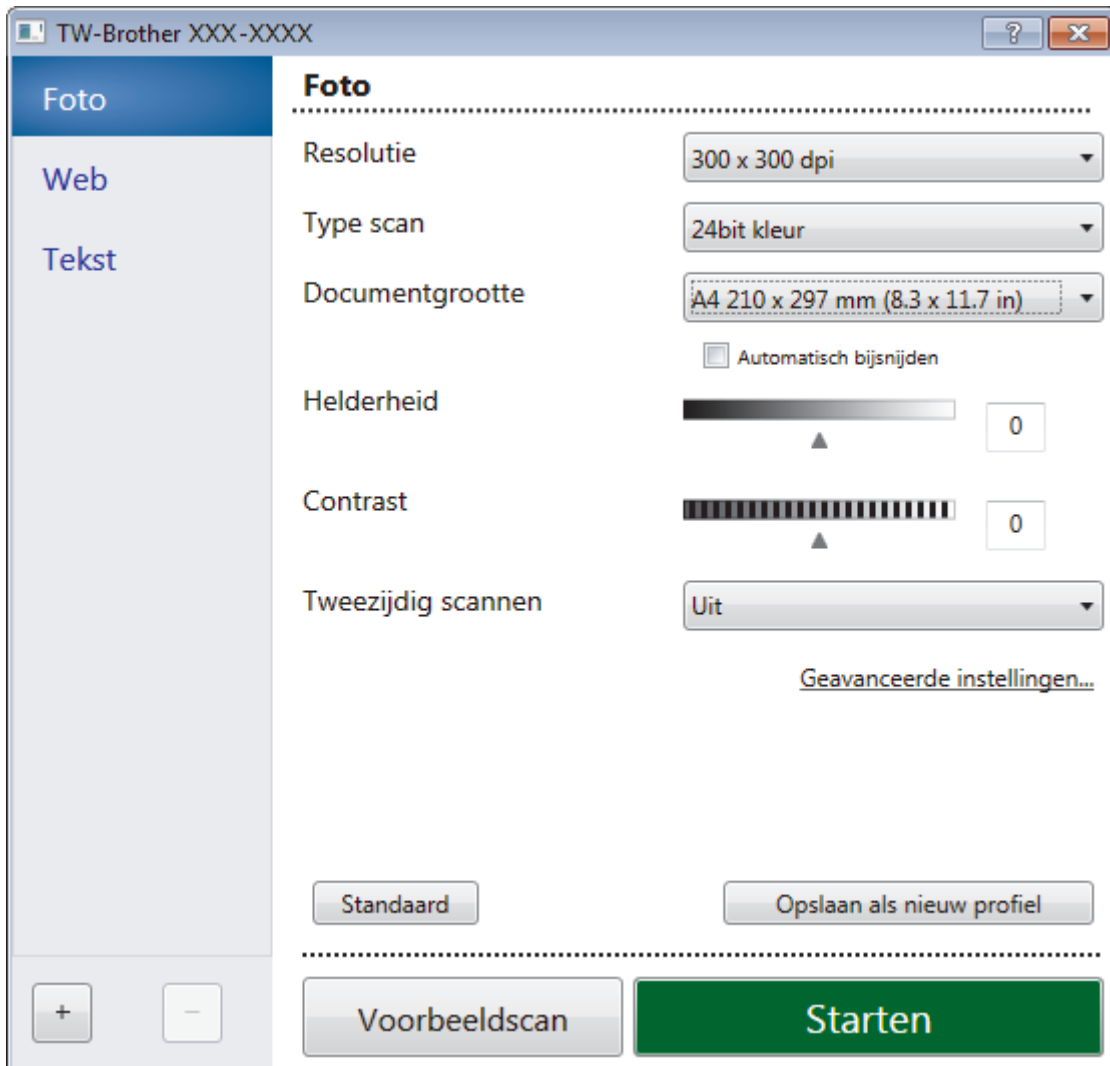 TW-Brother XXX-XXXX
?
Foto
Web
Tekst
Foto
Resolutie
300 x 300 dpi
Type scan
24bit kleur
Documentgrootte
A4 210 x 297 mm (8.3 x 11.7 in)
Automatisch bijsnijden
Helderheid
0
Contrast
0
Tweezijdig scannen
Uit
Geavanceerde instellingen...
Standaard
Opslaan als nieuw profiel
+
−
Voorbeeldscan
Starten